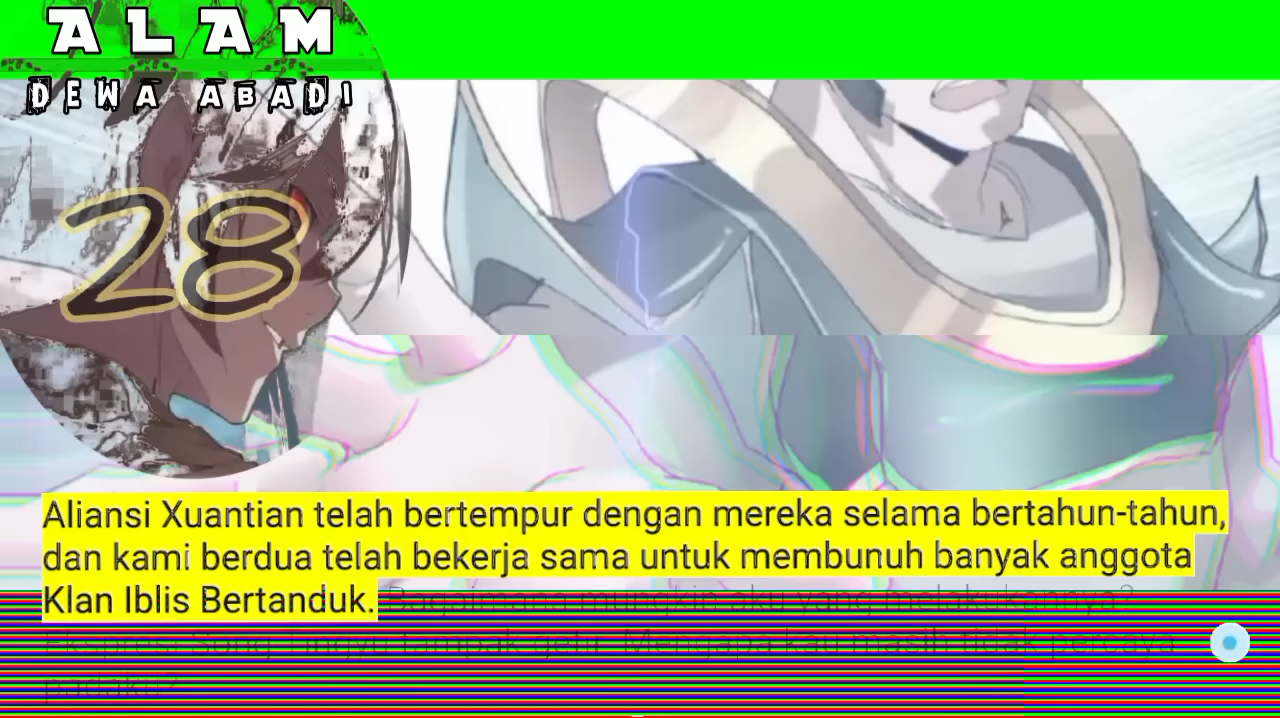 ALAM
DEWA ABADI
28
Aliansi Xuantian telah bertempur dengan mereka selama bertahun-tahun,
dan kami berdua telah bekerja sama untuk membunuh banyak anggota
Klan Iblis Bertanduk. Bagaimana mungkin aku yang melakukannya?
Ekspresi Song Tingyu tampak getir. Mengapa kau masih tidak percaya
padaku?